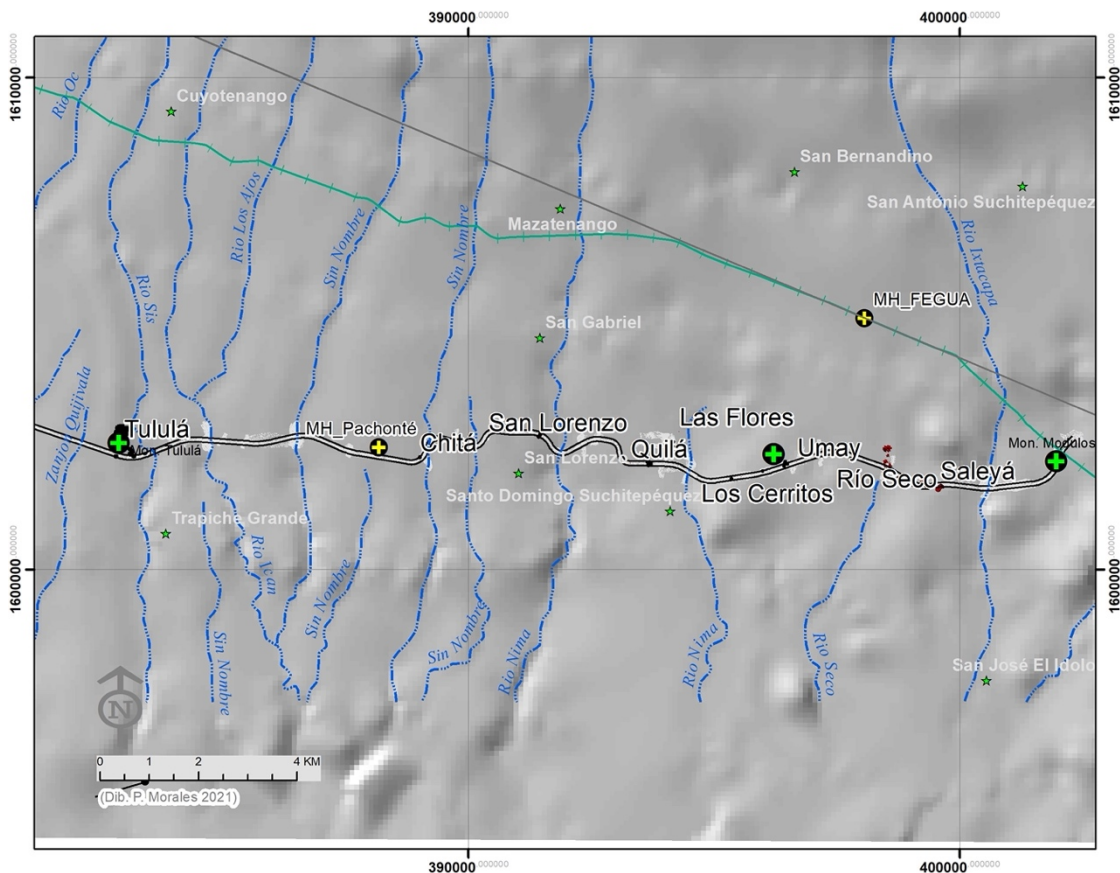 390000.000000
400000.000000
1610000.000000
1610000.000000
Río Oc
Cuyotenango
San Bernandino
San Antonio Suchitepéquez
Río Los Ajos
Sin Nombre
Sin Nombre
Mazatenango
Río Ixtacapa
Río Sis
MH_FEGUA
San Gabriel
Zanjon Quijivala
Tululá
Mon. Tululá
MH_Pachonté
Chitá
San Lorenzo
San Lorenzo
Las Flores
Quilá
Umay
Mon. Modulos
Santo Domingo Suchitepéquez
Los Cerritos
Río Seco
Saleyá
Trapiche Grande
Río Ican
Sin Nombre
1600000.000000
1600000.000000
Sin Nombre
Sin Nombre
Río Nima
Río Nima
Río Seco
San José El Idolo
N
0 1 2 4 KM
(Dib. P. Morales 2021)
390000.000000
400000.000000